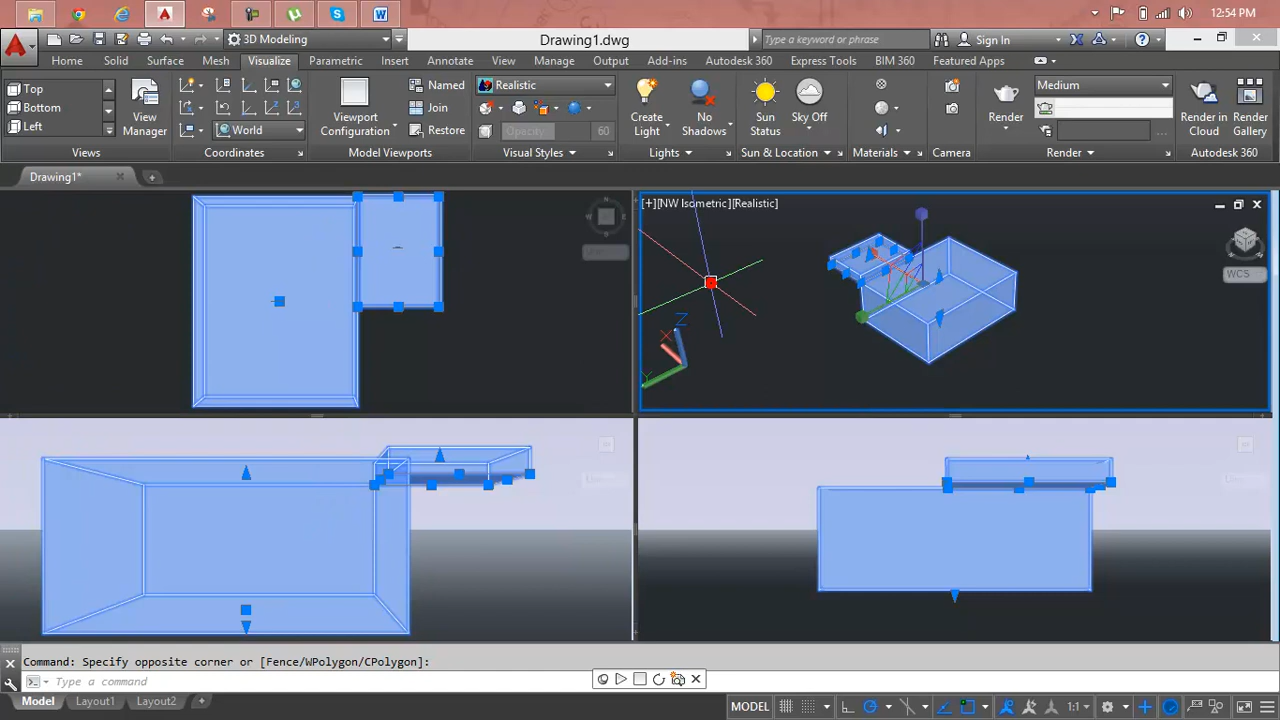 12:54 PM
3D Modeling
Drawing1.dwg
Type a keyword or phrase
Sign In
Home Solid Surface Mesh Visualize Parametric Insert Annotate View Manage Output Add-ins Autodesk 360 Express Tools BIM 360 Featured Apps
Top
Bottom
Left
View
Manager
Views
World
Coordinates
Viewport
Configuration
Named
Join
Restore
Model Viewports
Realistic
Opacity 60
Visual Styles
Create
Light
No
Shadows
Lights
Sun
Status
Sky Off
Sun & Location
Materials
Camera
Render
Medium
Render
Render in
Cloud
Render
Gallery
Autodesk 360
Drawing1*
[+][NW Isometric][Realistic]
WCS
Z
X
Y
Command: Specify opposite corner or [Fence/WPolygon/CPolygon]:
Type a command
Model Layout1 Layout2 +
MODEL
1:1